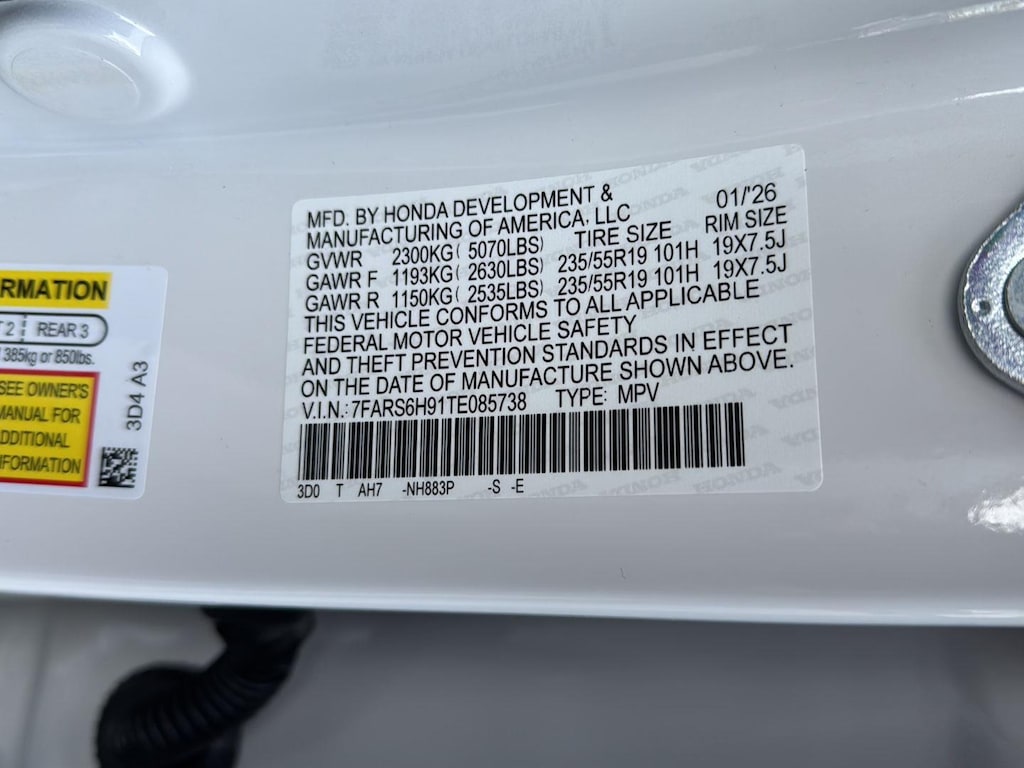 MFD. BY HONDA DEVELOPMENT & 01/'26
MANUFACTURING OF AMERICA, LLC
GVWR 2300KG( 5070LBS) TIRE SIZE RIM SIZE
GAWR F 1193KG( 2630LBS) 235/55R19 101H 19X7.5J
GAWR R 1150KG( 2535LBS) 235/55R19 101H 19X7.5J
THIS VEHICLE CONFORMS TO ALL APPLICABLE
FEDERAL MOTOR VEHICLE SAFETY
AND THEFT PREVENTION STANDARDS IN EFFECT
ON THE DATE OF MANUFACTURE SHOWN ABOVE.
V.I.N.: 7FARS6H91TE085738 TYPE: MPV
3D0 T AH7 -NH883P -S -E
2 REAR 3
385kg or 850lbs.
SEE OWNER'S
MANUAL FOR
ADDITIONAL
INFORMATION
3D4 A3